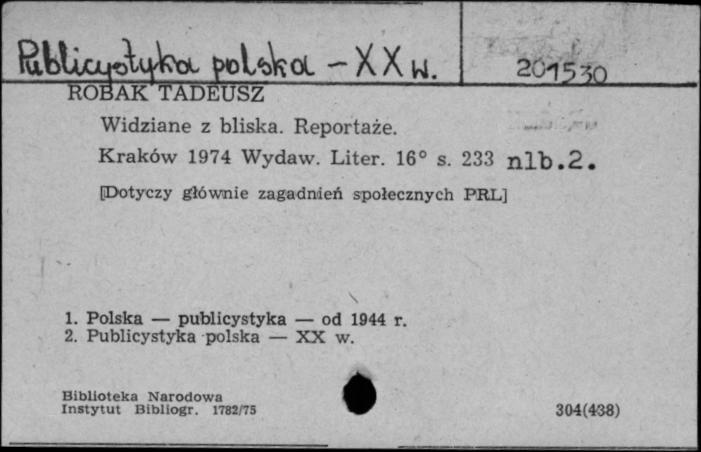 Publicystyka polska - XX w.
201530
ROBAK TADEUSZ
Widziane z bliska. Reportaże.
Kraków 1974 Wydaw. Liter. 16° s. 233 nlb.2.
[Dotyczy głównie zagadnień społecznych PRL]
1. Polska — publicystyka — od 1944 r.
2. Publicystyka polska — XX w.
Biblioteka Narodowa
Instytut Bibliogr. 1782/75
304(438)